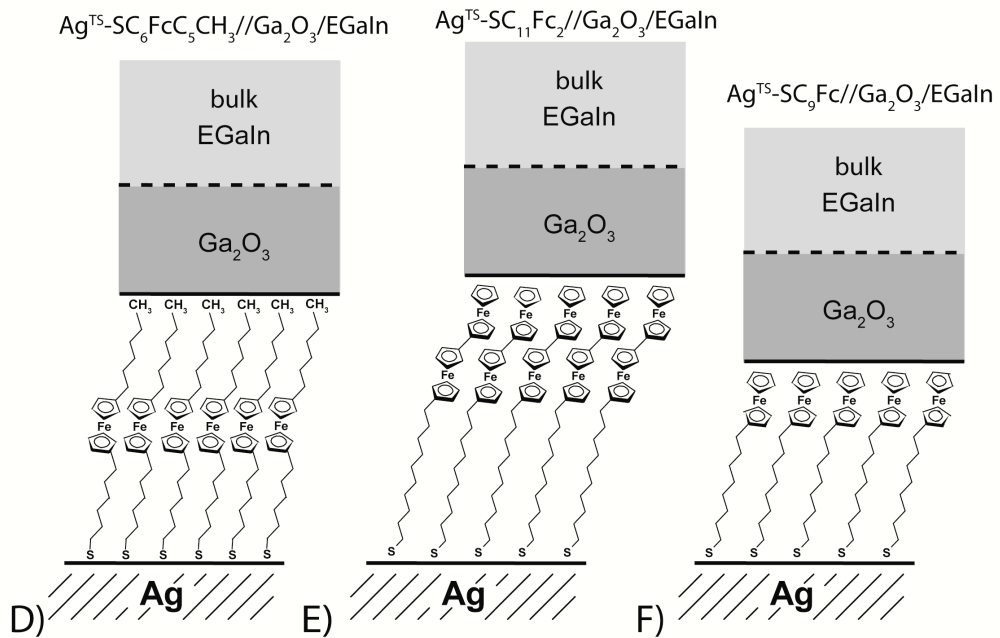 Agᵀˢ-SC₆FcC₅CH₃//Ga₂O₃/EGaIn
bulk
EGaIn
Ga₂O₃
CH₃ CH₃ CH₃ CH₃ CH₃ CH₃
Fe Fe Fe Fe Fe Fe
S S S S S S
Ag
D)
Agᵀˢ-SC₁₁Fc₂//Ga₂O₃/EGaIn
bulk
EGaIn
Ga₂O₃
Fe Fe Fe Fe Fe
Fe Fe Fe Fe Fe
S S S S S
Ag
E)
Agᵀˢ-SC₉Fc//Ga₂O₃/EGaIn
bulk
EGaIn
Ga₂O₃
Fe Fe Fe Fe Fe
S S S S S
Ag
F)